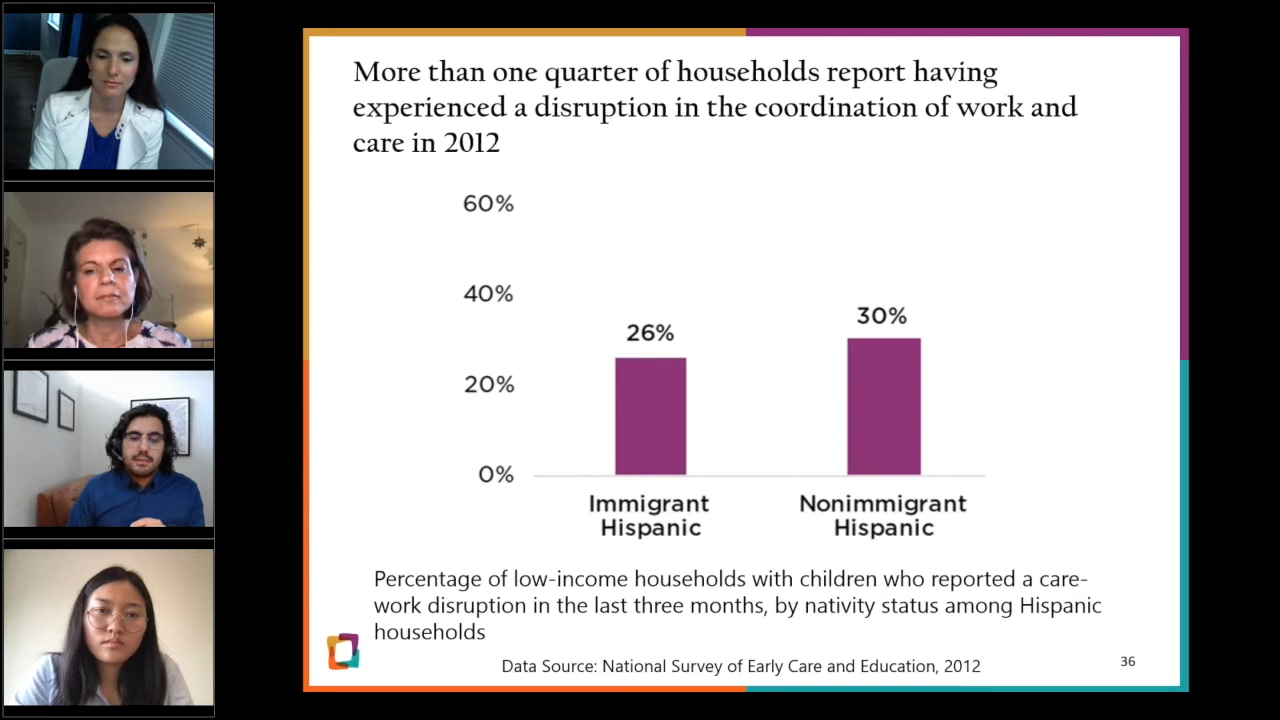 More than one quarter of households report having
experienced a disruption in the coordination of work and
care in 2012
60%
40%
20%
0%
26%
30%
Immigrant
Hispanic
Nonimmigrant
Hispanic
Percentage of low-income households with children who reported a care-
work disruption in the last three months, by nativity status among Hispanic
households
Data Source: National Survey of Early Care and Education, 2012
36